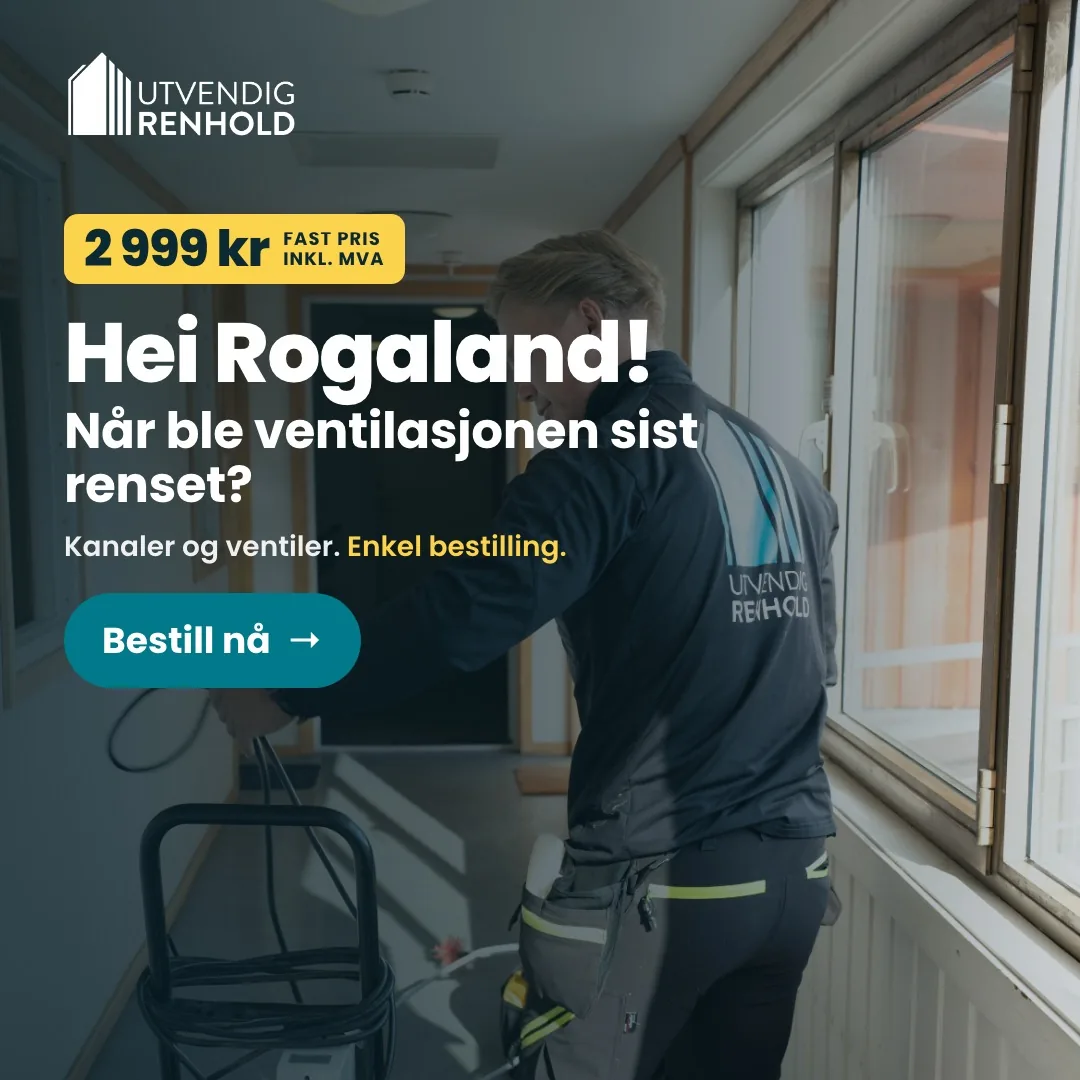 UTVENDIG
RENHOLD
2 999 kr FAST PRIS
INKL. MVA
Hei Rogaland!
Når ble ventilasjonen sist
renset?
Kanaler og ventiler. Enkel bestilling.
Bestill nå →
UTVENDIG
RENHOLD